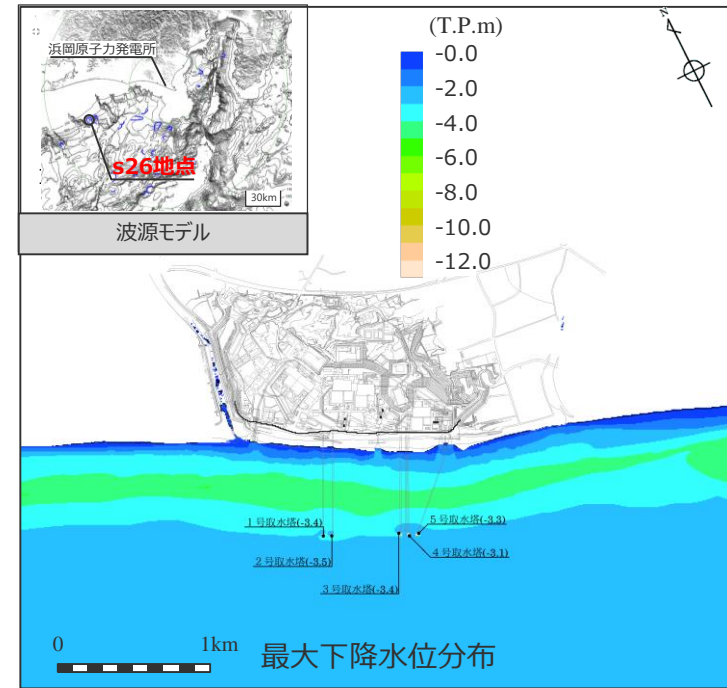 浜岡原子力発電所
s26地点
30km
波源モデル
(T.P.m)
-0.0
-2.0
-4.0
-6.0
-8.0
-10.0
-12.0
N
1号取水塔(-3.4)
2号取水塔(-3.5)
3号取水塔(-3.4)
5号取水塔(-3.3)
4号取水塔(-3.1)
0 1km
最大下降水位分布